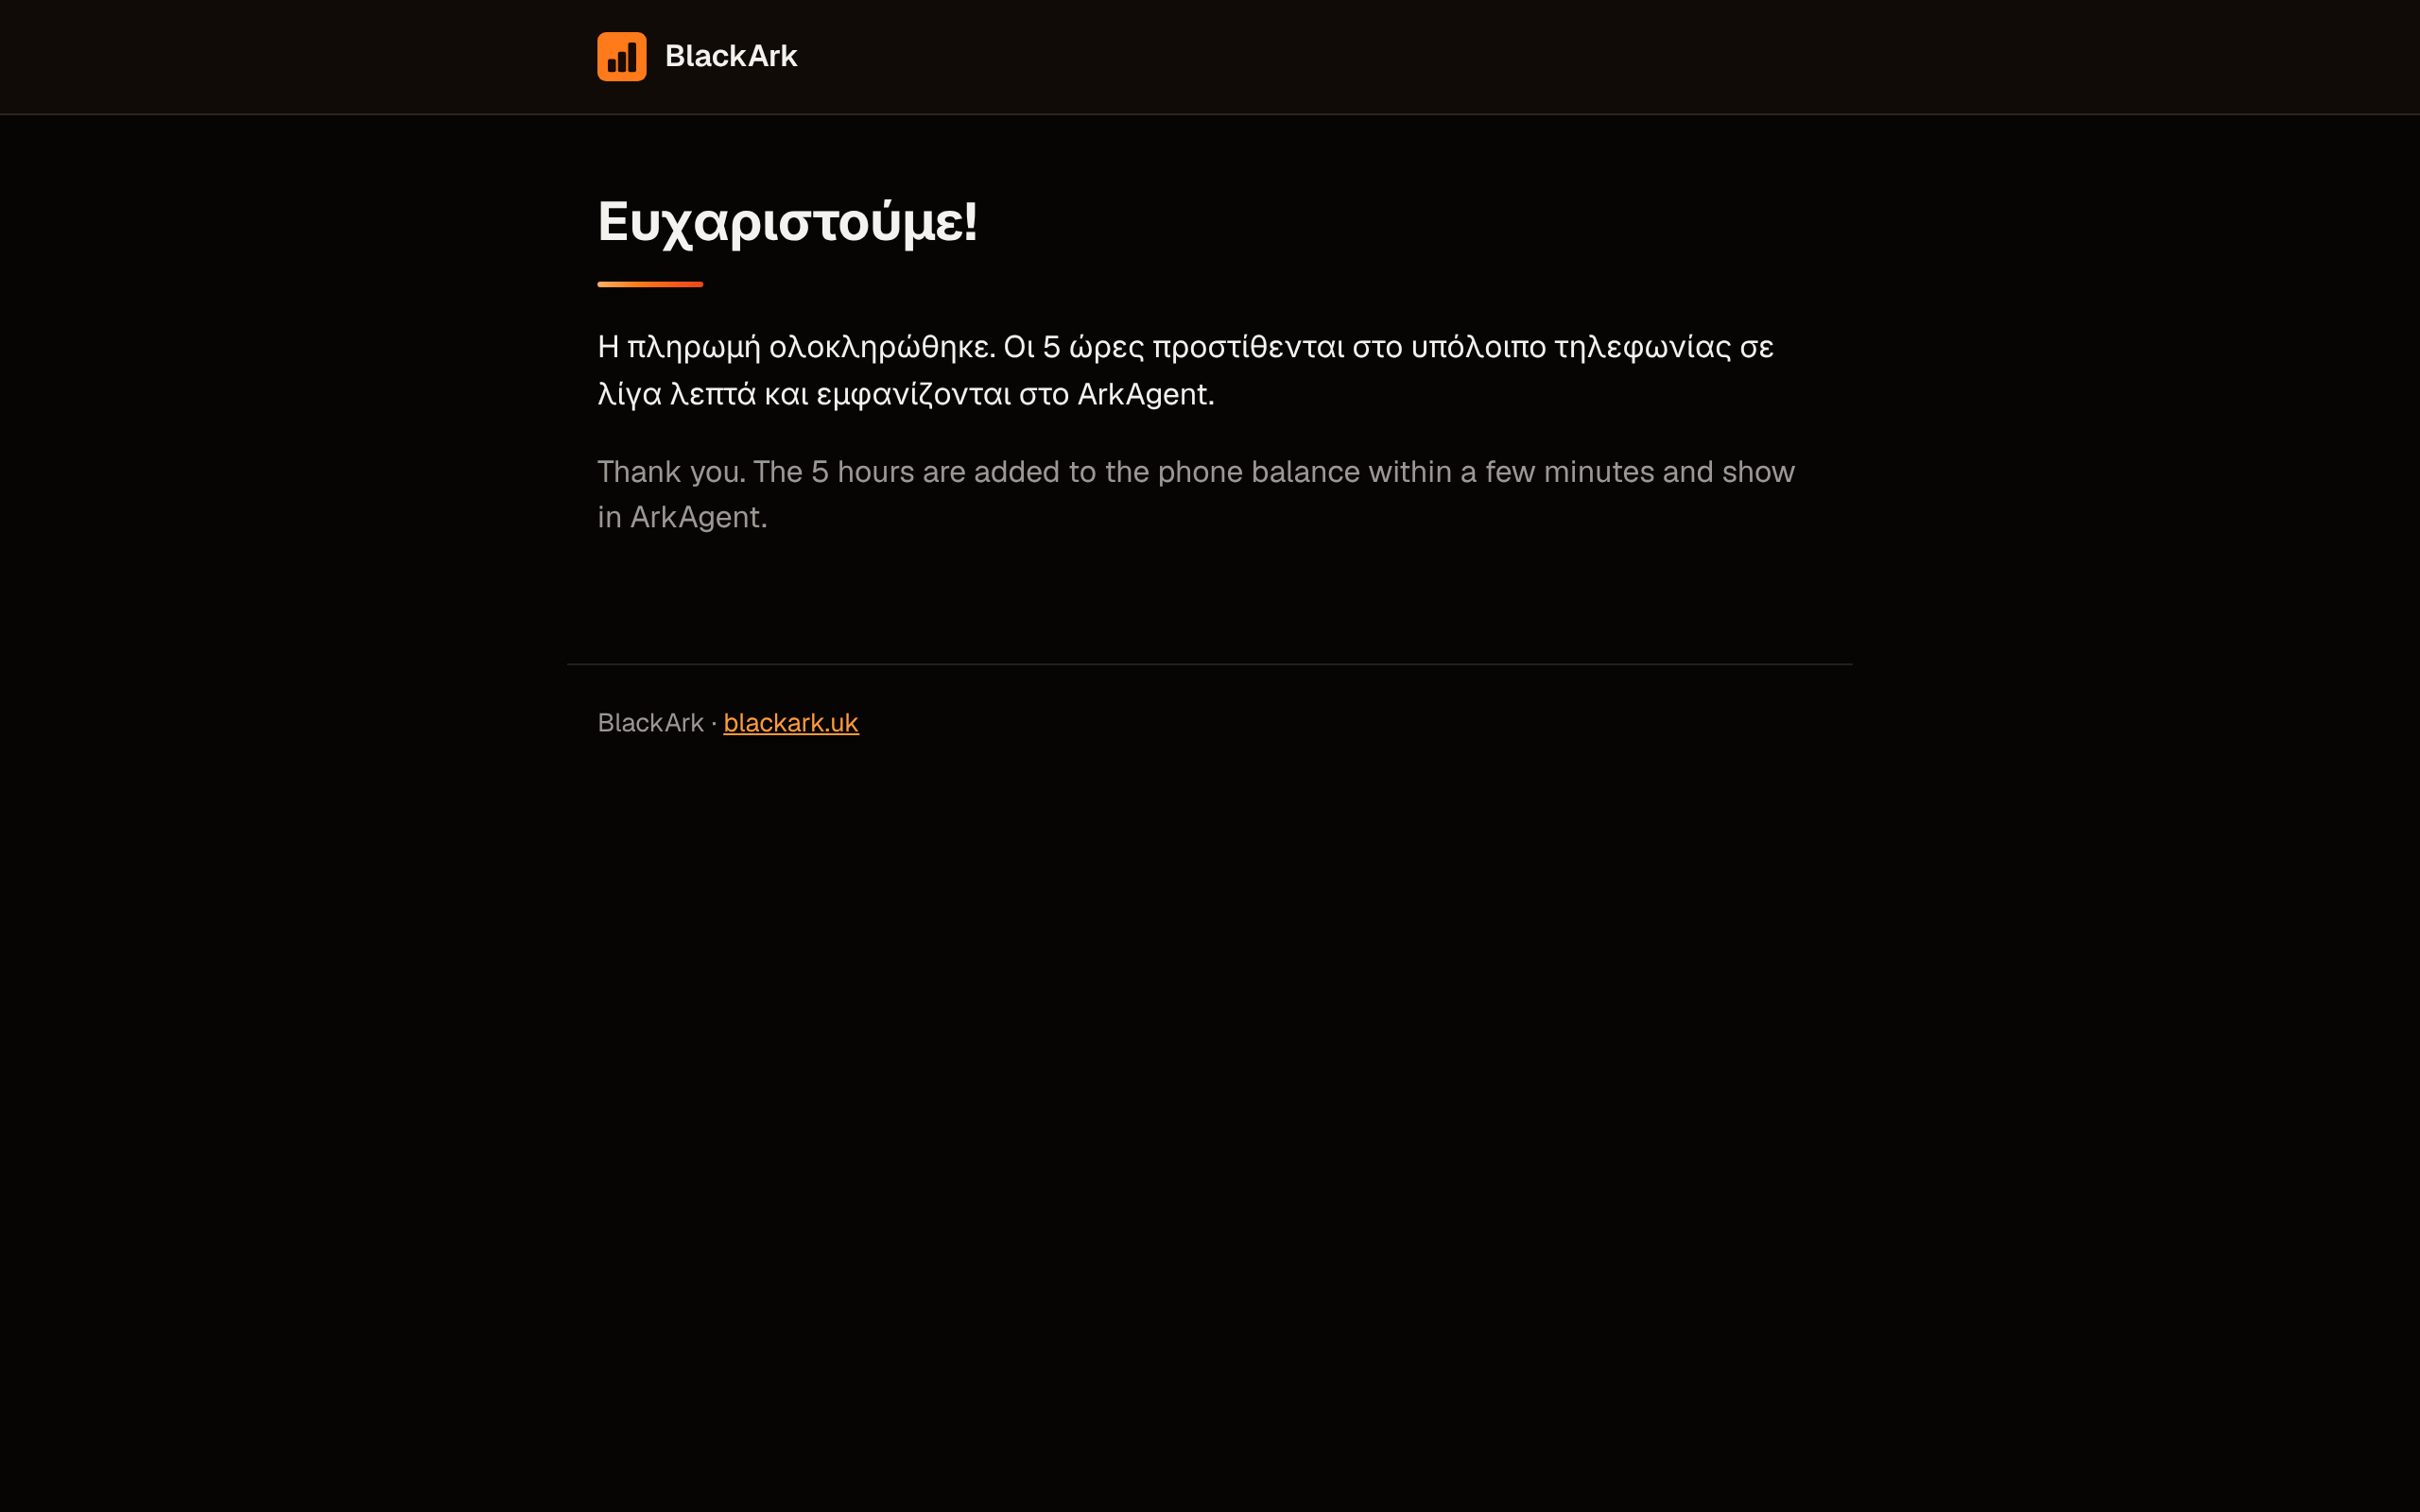 BlackArk
Ευχαριστούμε!
Η πληρωμή ολοκληρώθηκε. Οι 5 ώρες προστίθενται στο υπόλοιπο τηλεφωνίας σε
λίγα λεπτά και εμφανίζονται στο ArkAgent.
Thank you. The 5 hours are added to the phone balance within a few minutes and show
in ArkAgent.
BlackArk · blackark.uk